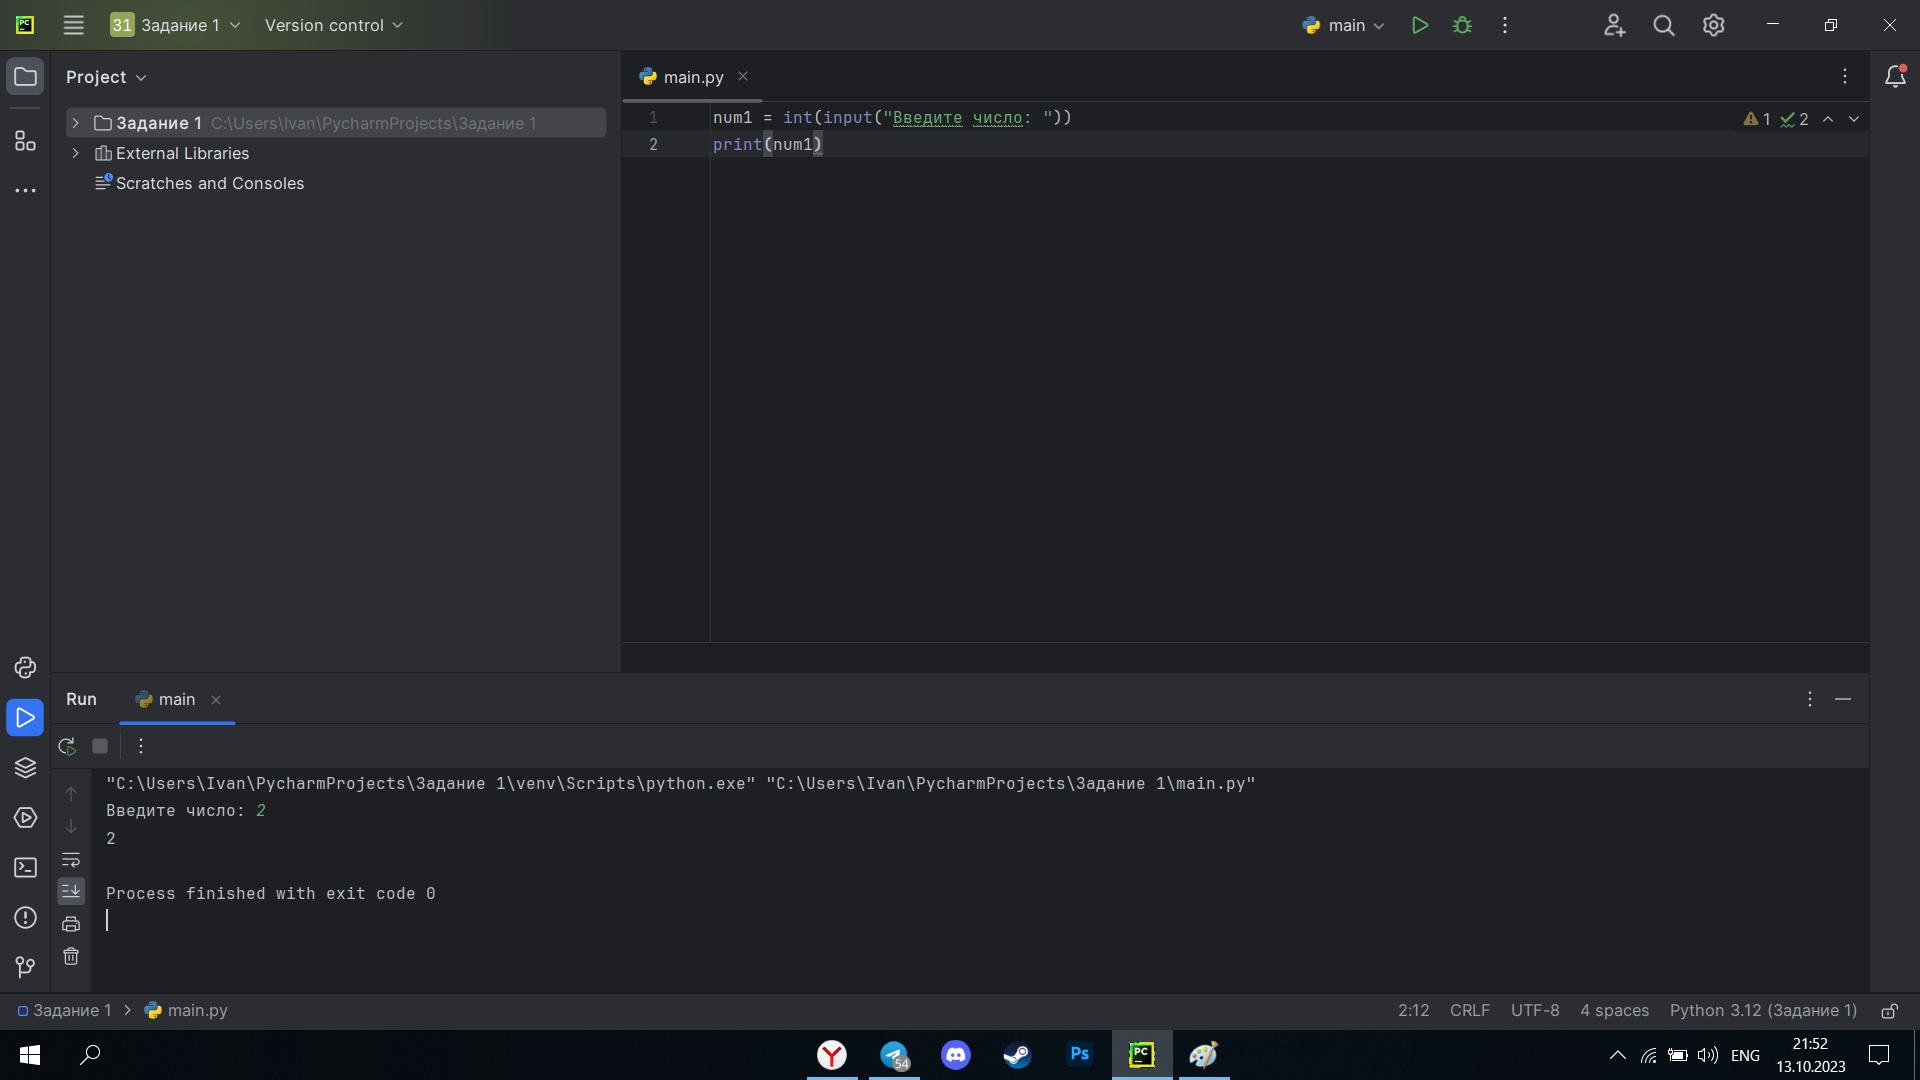 PC
31 Задание 1
Version control
main
Project
main.py
Задание 1 C:\Users\Ivan\PycharmProjects\Задание 1
External Libraries
Scratches and Consoles
1 num1 = int(input("Введите число: "))
2 print(num1)
1 2
Run
main
"C:\Users\Ivan\PycharmProjects\Задание 1\venv\Scripts\python.exe" "C:\Users\Ivan\PycharmProjects\Задание 1\main.py"
Введите число: 2
2
Process finished with exit code 0
Задание 1
main.py
2:12 CRLF UTF-8 4 spaces Python 3.12 (Задание 1)
54
Ps
PC
ENG
21:52
13.10.2023